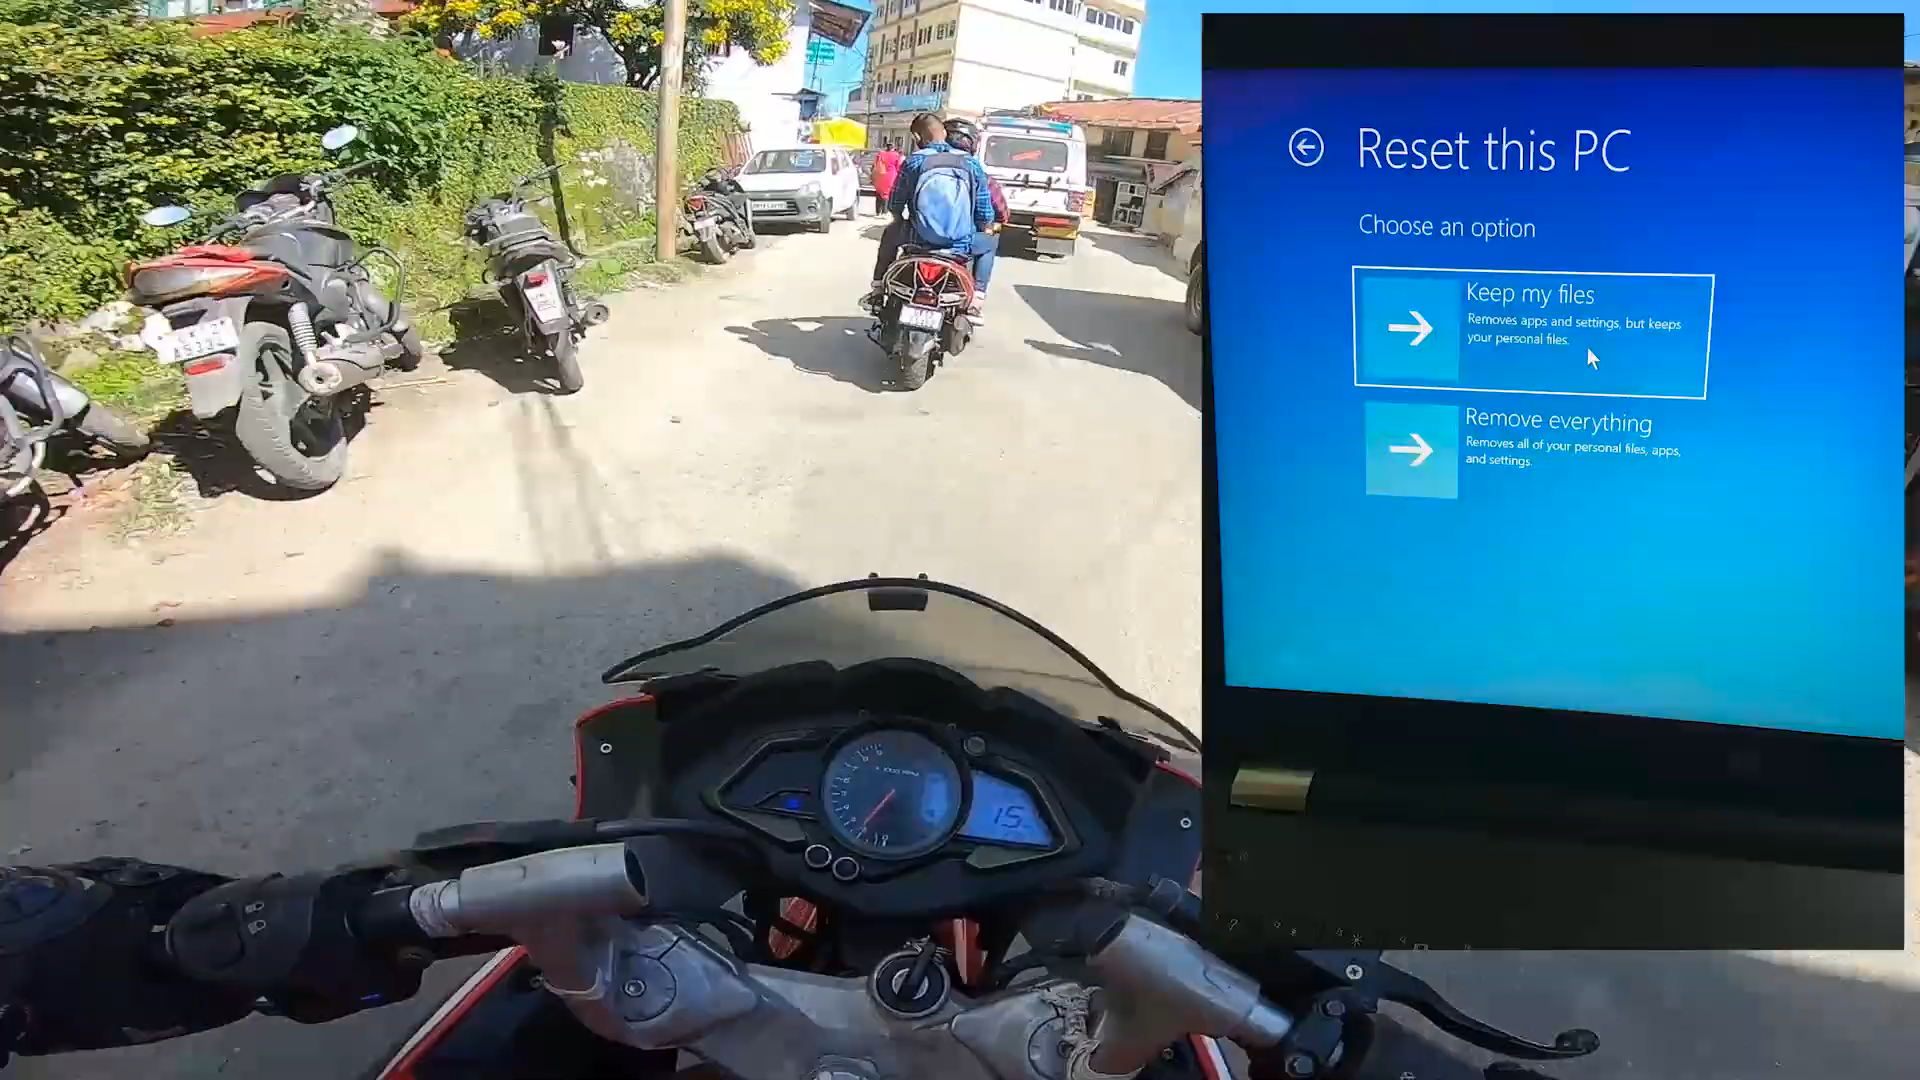 Reset this PC
Choose an option
Keep my files
Removes apps and settings, but keeps
your personal files.
Remove everything
Removes all of your personal files, apps,
and settings.
15